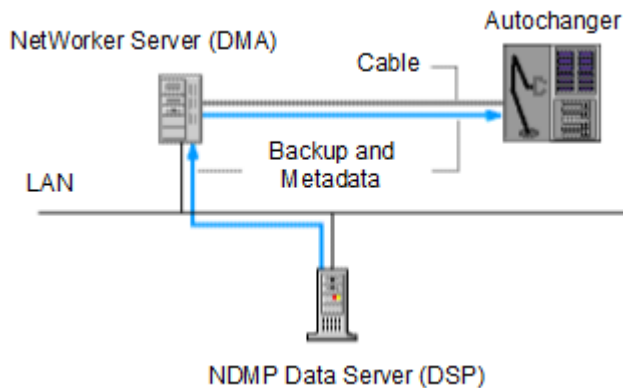 Autochanger
NetWorker Server (DMA)
Cable
Backup and
Metadata
LAN
NDMP Data Server (DSP)